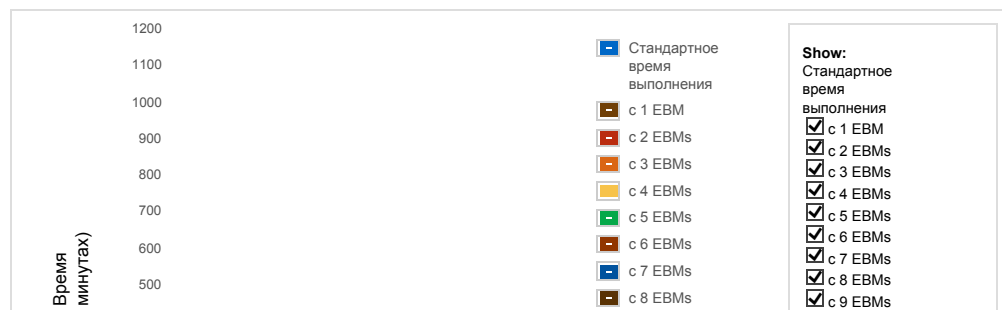 1200
1100
1000
900
800
700
600
500
Время
минутах)
Стандартное
время
выполнения
с 1 EBM
с 2 EBMs
с 3 EBMs
с 4 EBMs
с 5 EBMs
с 6 EBMs
с 7 EBMs
с 8 EBMs
Show:
Стандартное
время
выполнения
с 1 EBM
с 2 EBMs
с 3 EBMs
с 4 EBMs
с 5 EBMs
с 6 EBMs
с 7 EBMs
с 8 EBMs
с 9 EBMs